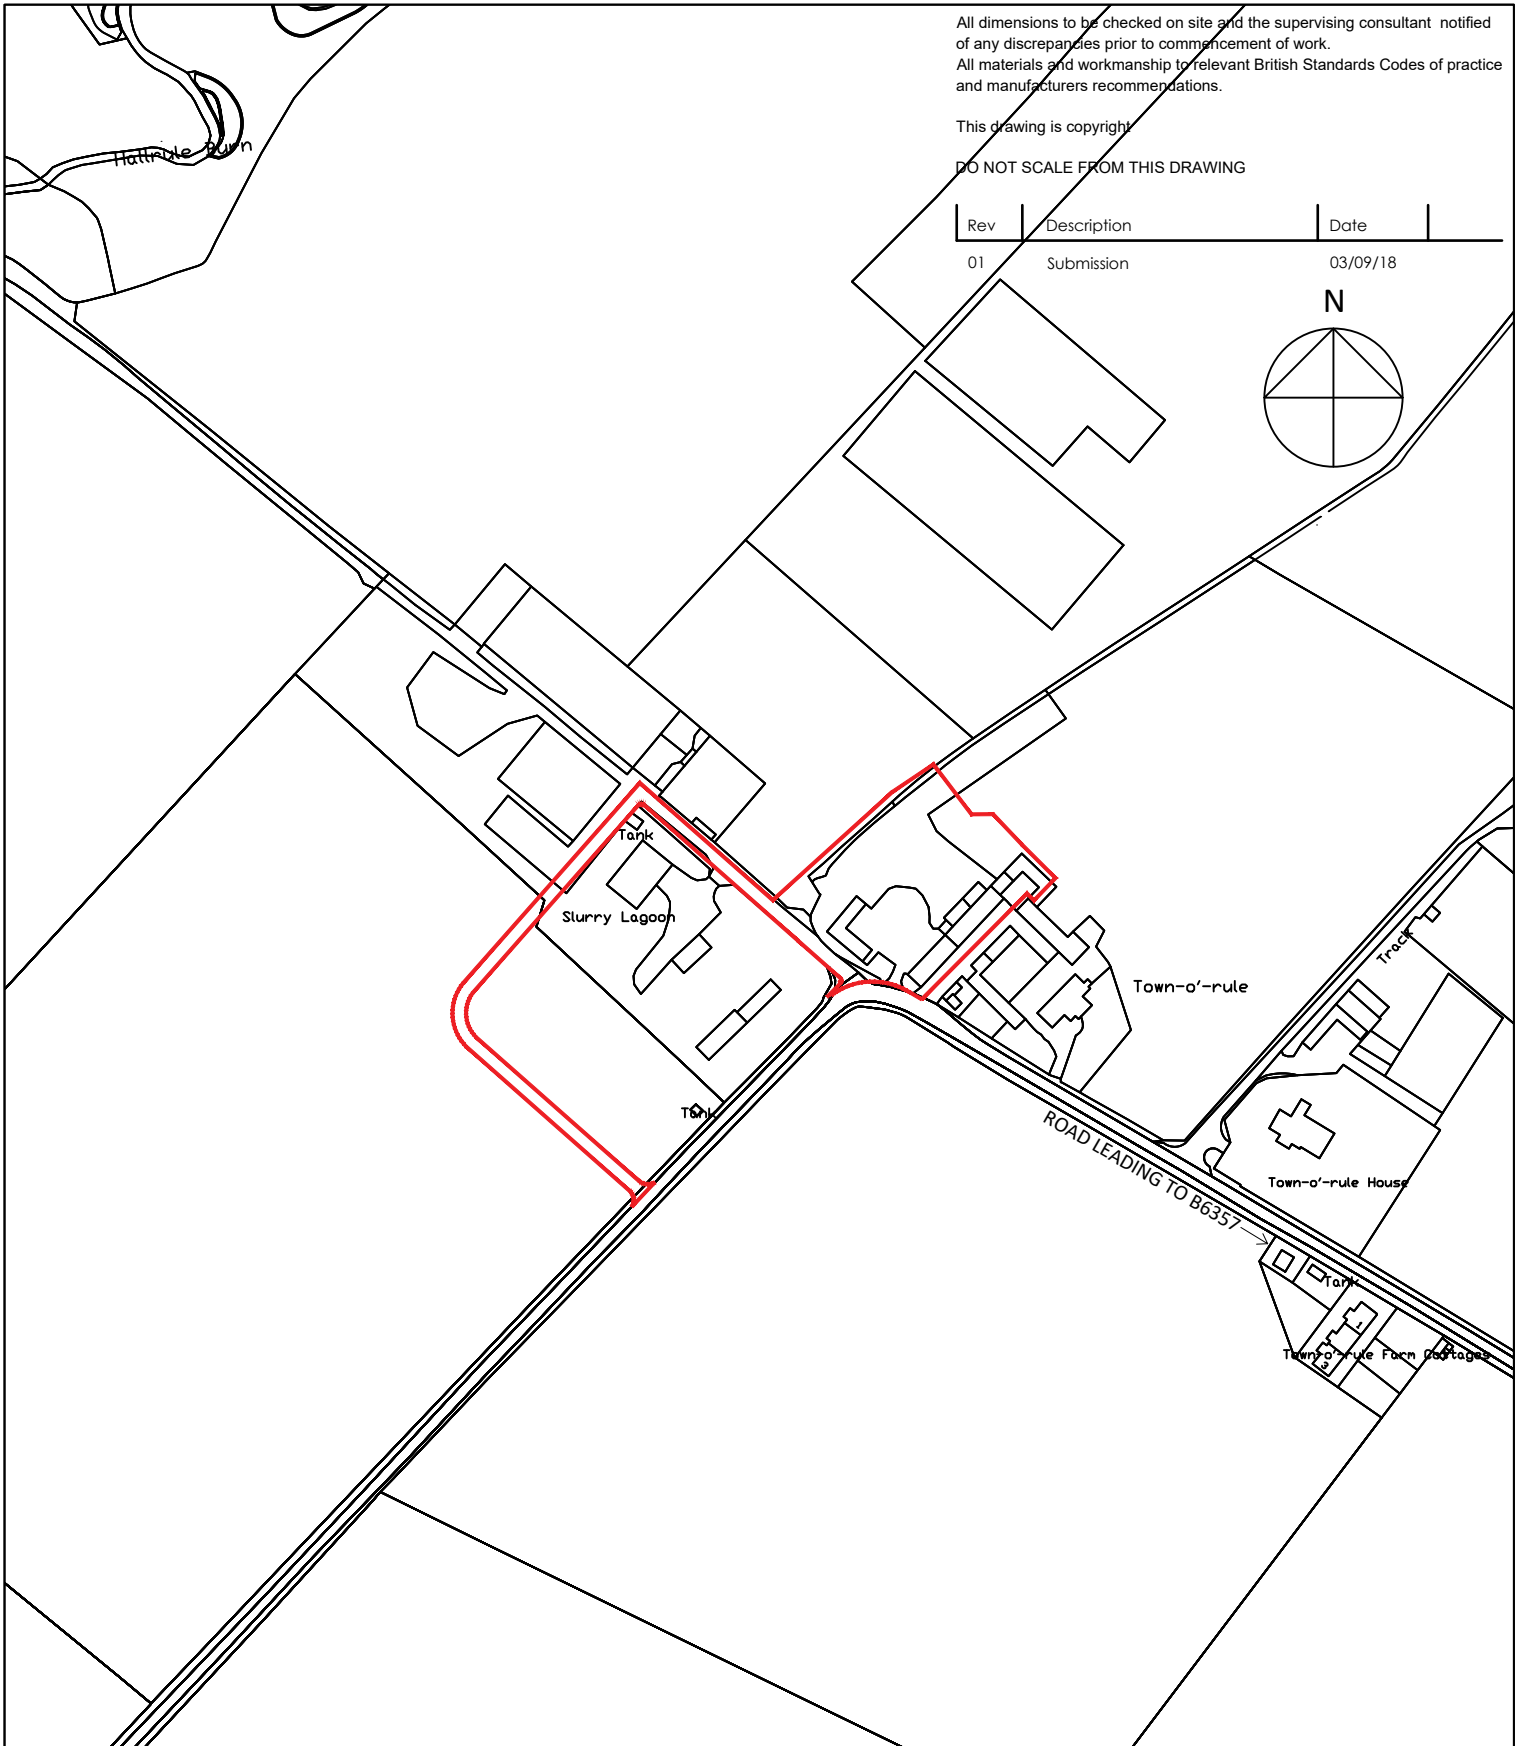 All dimensions to be checked on site and the supervising consultant notified
of any discrepancies prior to commencement of work.
All materials and workmanship to relevant British Standards Codes of practice
and manufacturers recommendations.
This drawing is copyright
DO NOT SCALE FROM THIS DRAWING
Rev Description Date
01 Submission 03/09/18
N
Hallrule Burn
Tank
Slurry Lagoon
Track
Town-o'-rule
Tank
ROAD LEADING TO B6357
Town-o'-rule House
Tank
1
Town-o'-rule Farm Cottages
3